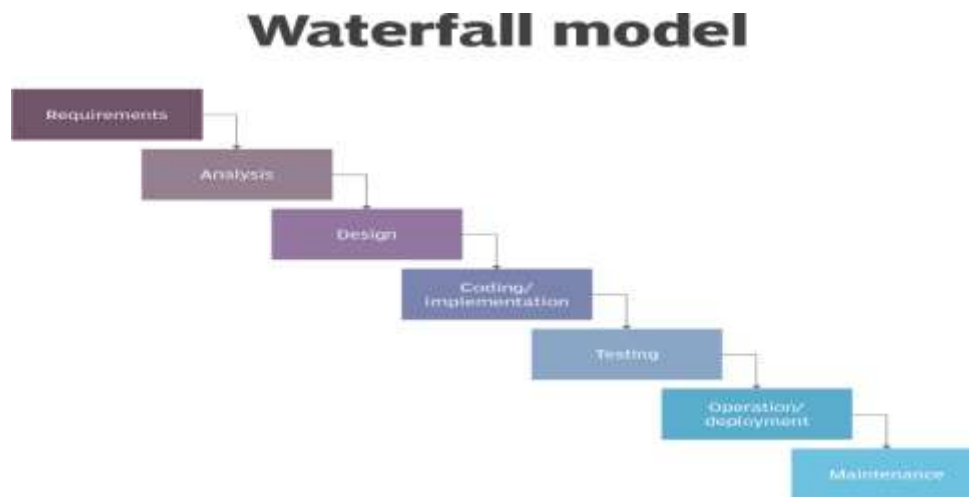 Waterfall model
Requirements
Analysis
Design
Coding/
implementation
Testing
Operation/
deployment
Maintenance